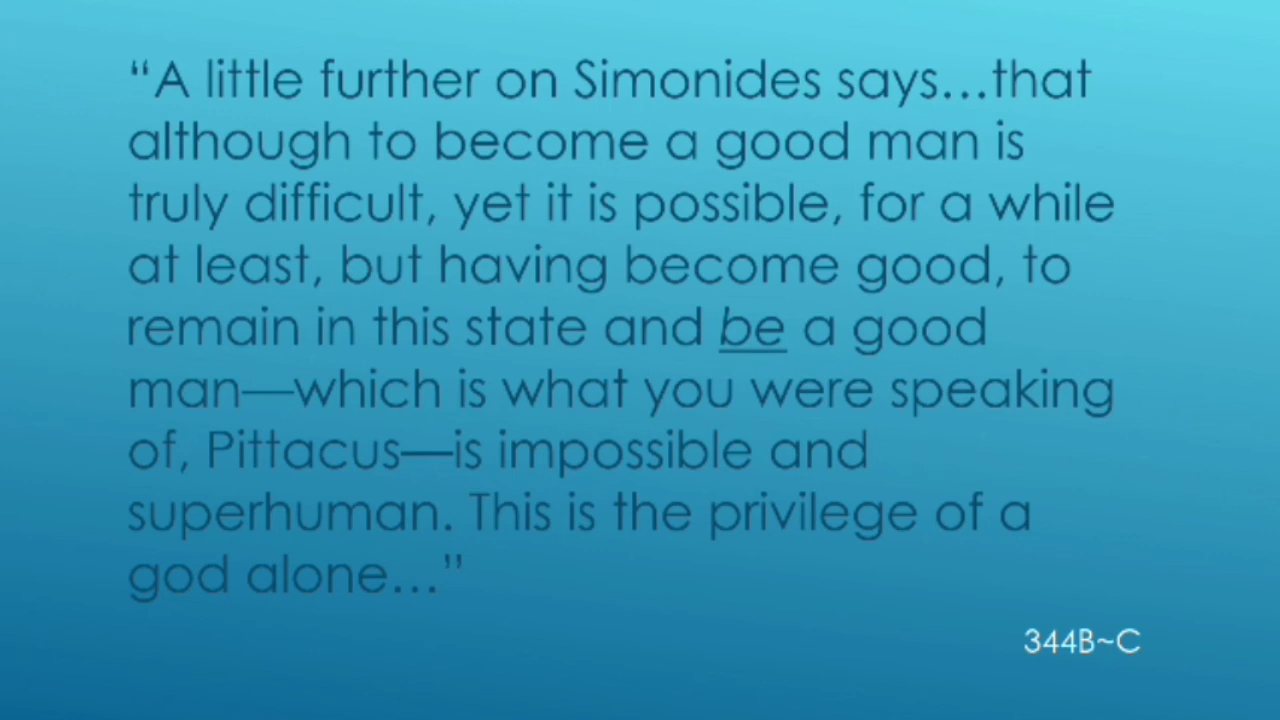 “A little further on Simonides says…that
although to become a good man is
truly difficult, yet it is possible, for a while
at least, but having become good, to
remain in this state and be a good
man—which is what you were speaking
of, Pittacus—is impossible and
superhuman. This is the privilege of a
god alone…”
344B~C